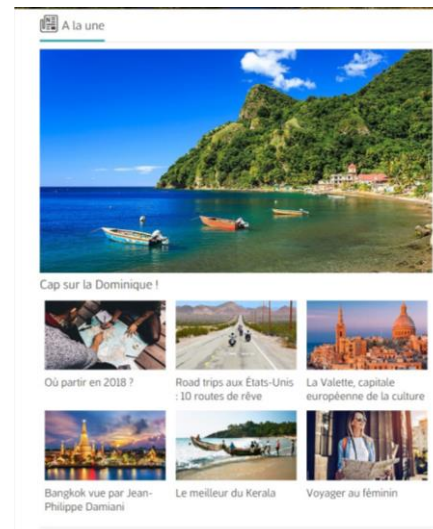 A la une
Cap sur la Dominique !
Où partir en 2018 ?
Road trips aux États-Unis
: 10 routes de rêve
La Valette, capitale
européenne de la culture
Bangkok vue par Jean-
Philippe Damiani
Le meilleur du Kerala
Voyager au féminin